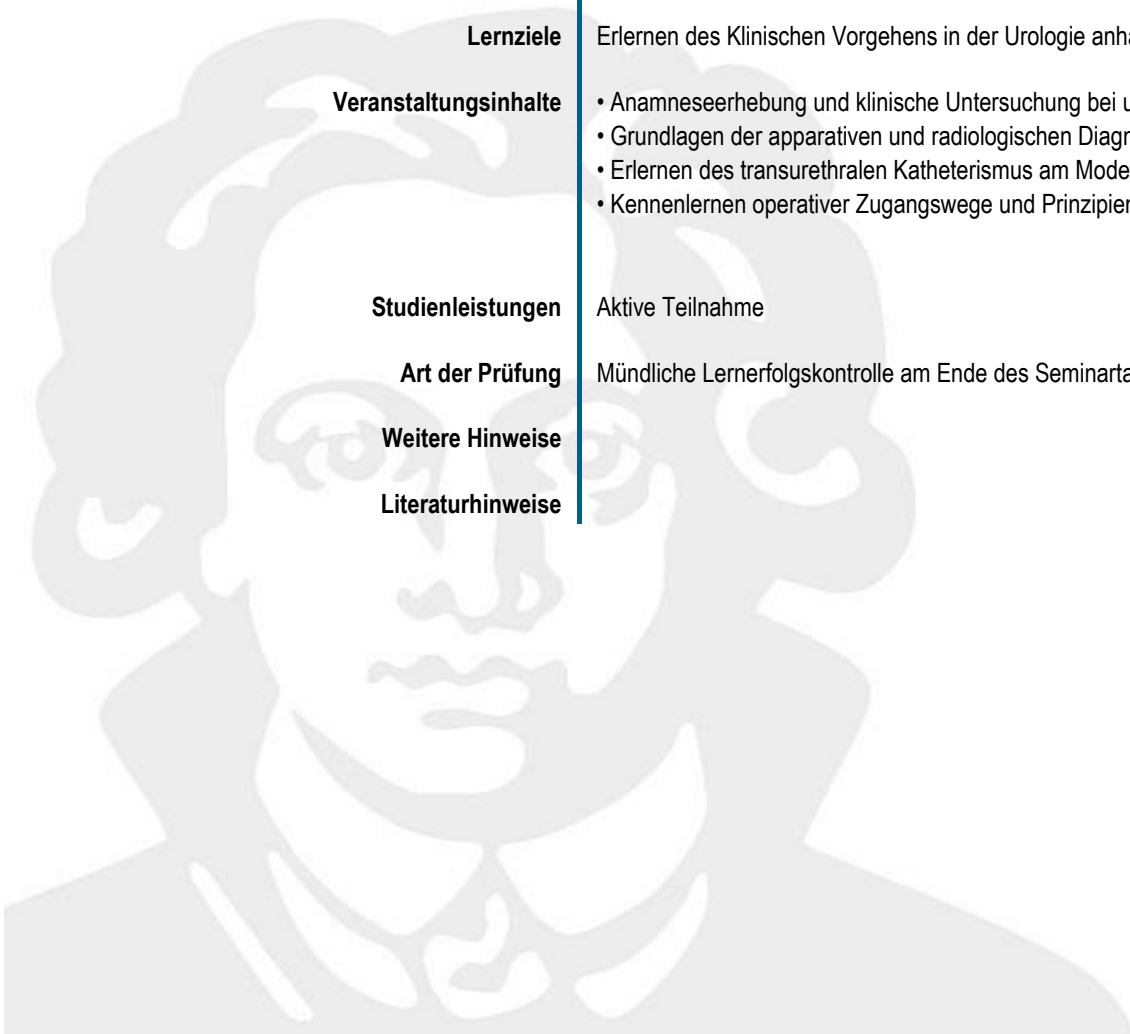 Lernziele Erlernen des Klinischen Vorgehens in der Urologie
Veranstaltungsinhalte • Anamneseerhebung und klinische Untersuchung bei
• Grundlagen der apparativen und radiologischen
• Erlernen des transurethralen Katheterismus am
• Kennenlernen operativer Zugangswege und
Studienleistungen Aktive Teilnahme
Art der Prüfung Mündliche Lernerfolgskontrolle am Ende des
Weitere Hinweise
Literaturhinweise